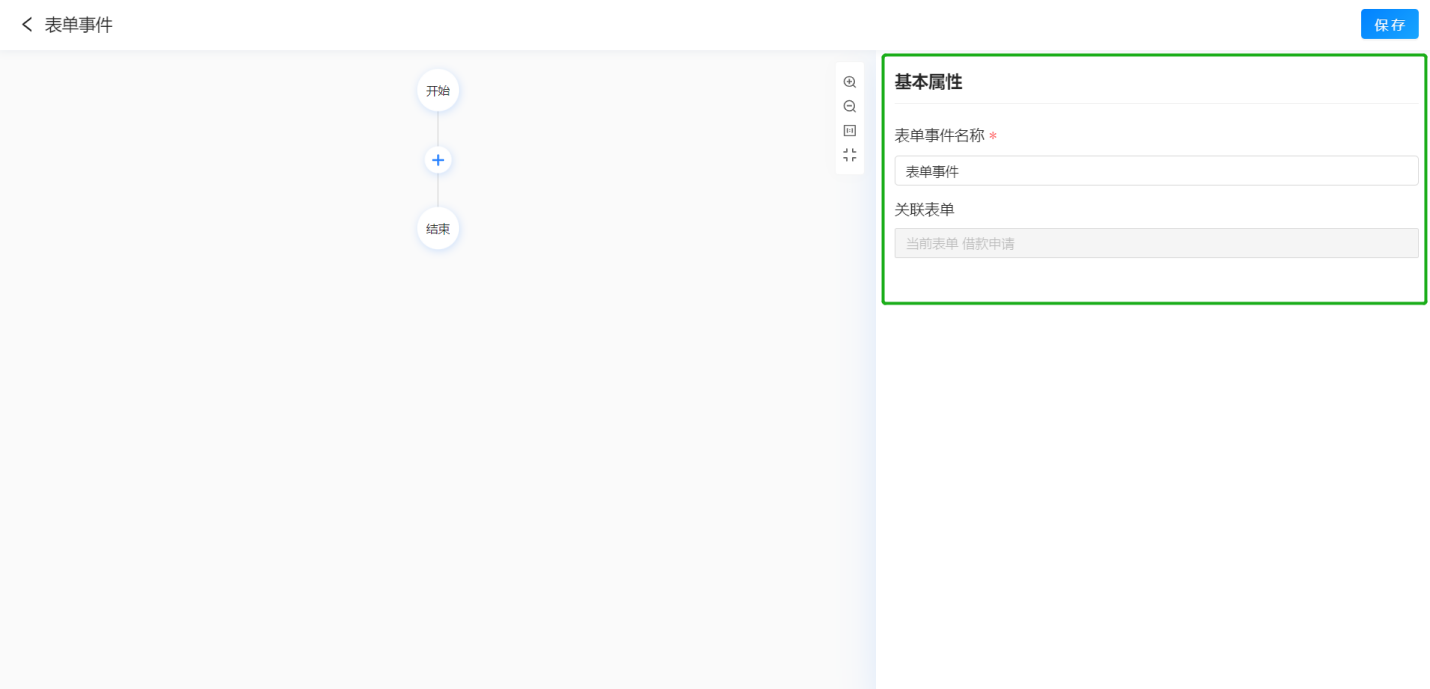 表单事件
保存
开始
结束
基本属性
表单事件名称 *
表单事件
关联表单
当前表单 借款申请